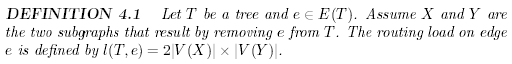 DEFINITION 4.1 Let T be a tree and e ∈ E(T). Assume X and Y are
the two subgraphs that result by removing e from T. The routing load on edge
e is defined by l(T, e) = 2|V(X)| × |V(Y)|.